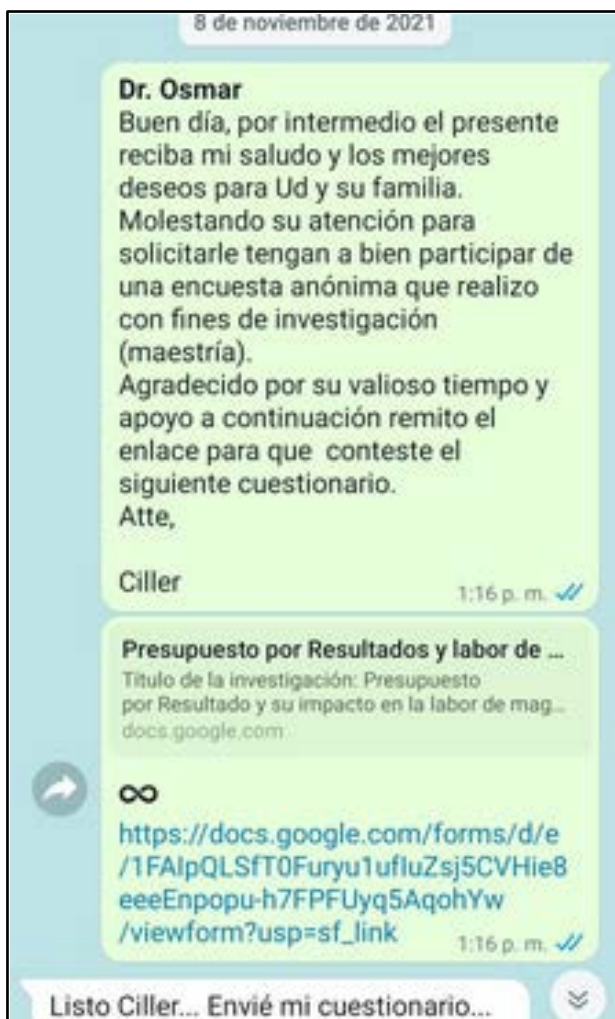 8 de noviembre de 2021
Dr. Osmar
Buen día, por intermedio el presente
reciba mi saludo y los mejores
deseos para Ud y su familia.
Molestando su atención para
solicitarle tengan a bien participar de
una encuesta anónima que realizo
con fines de investigación
(maestría).
Agradecido por su valioso tiempo y
apoyo a continuación remito el
enlace para que conteste el
siguiente cuestionario.
Atte,
Ciller
1:16 p. m.
Presupuesto por Resultados y labor de ...
Título de la investigación: Presupuesto
por Resultado y su impacto en la labor de mag...
docs.google.com
∞
https://docs.google.com/forms/d/e
/1FAIpQLSfT0Furyu1ufIuZsj5CVHie8
eeeEnpopu-h7FPFUyq5AqohYw
/viewform?usp=sf_link
1:16 p. m.
Listo Ciller... Envié mi cuestionario...